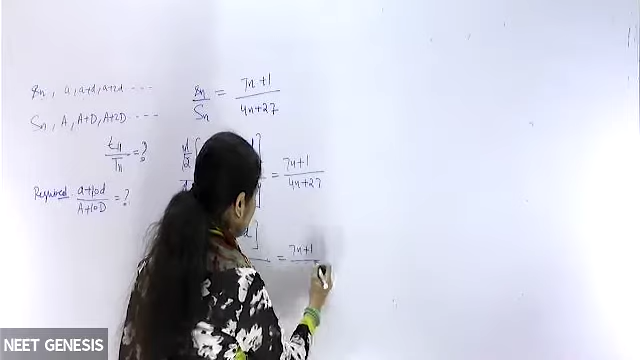 sn, a, a+d, a+2d ....
Sn, A, A+D, A+2D ....
t11/T11 = ?
Required a+10d/A+10D = ?
sn/Sn = 7n+1/4n+27
n/2 [ ] = 7n+1/4n+27
d] = 7n+1
NEET GENESIS